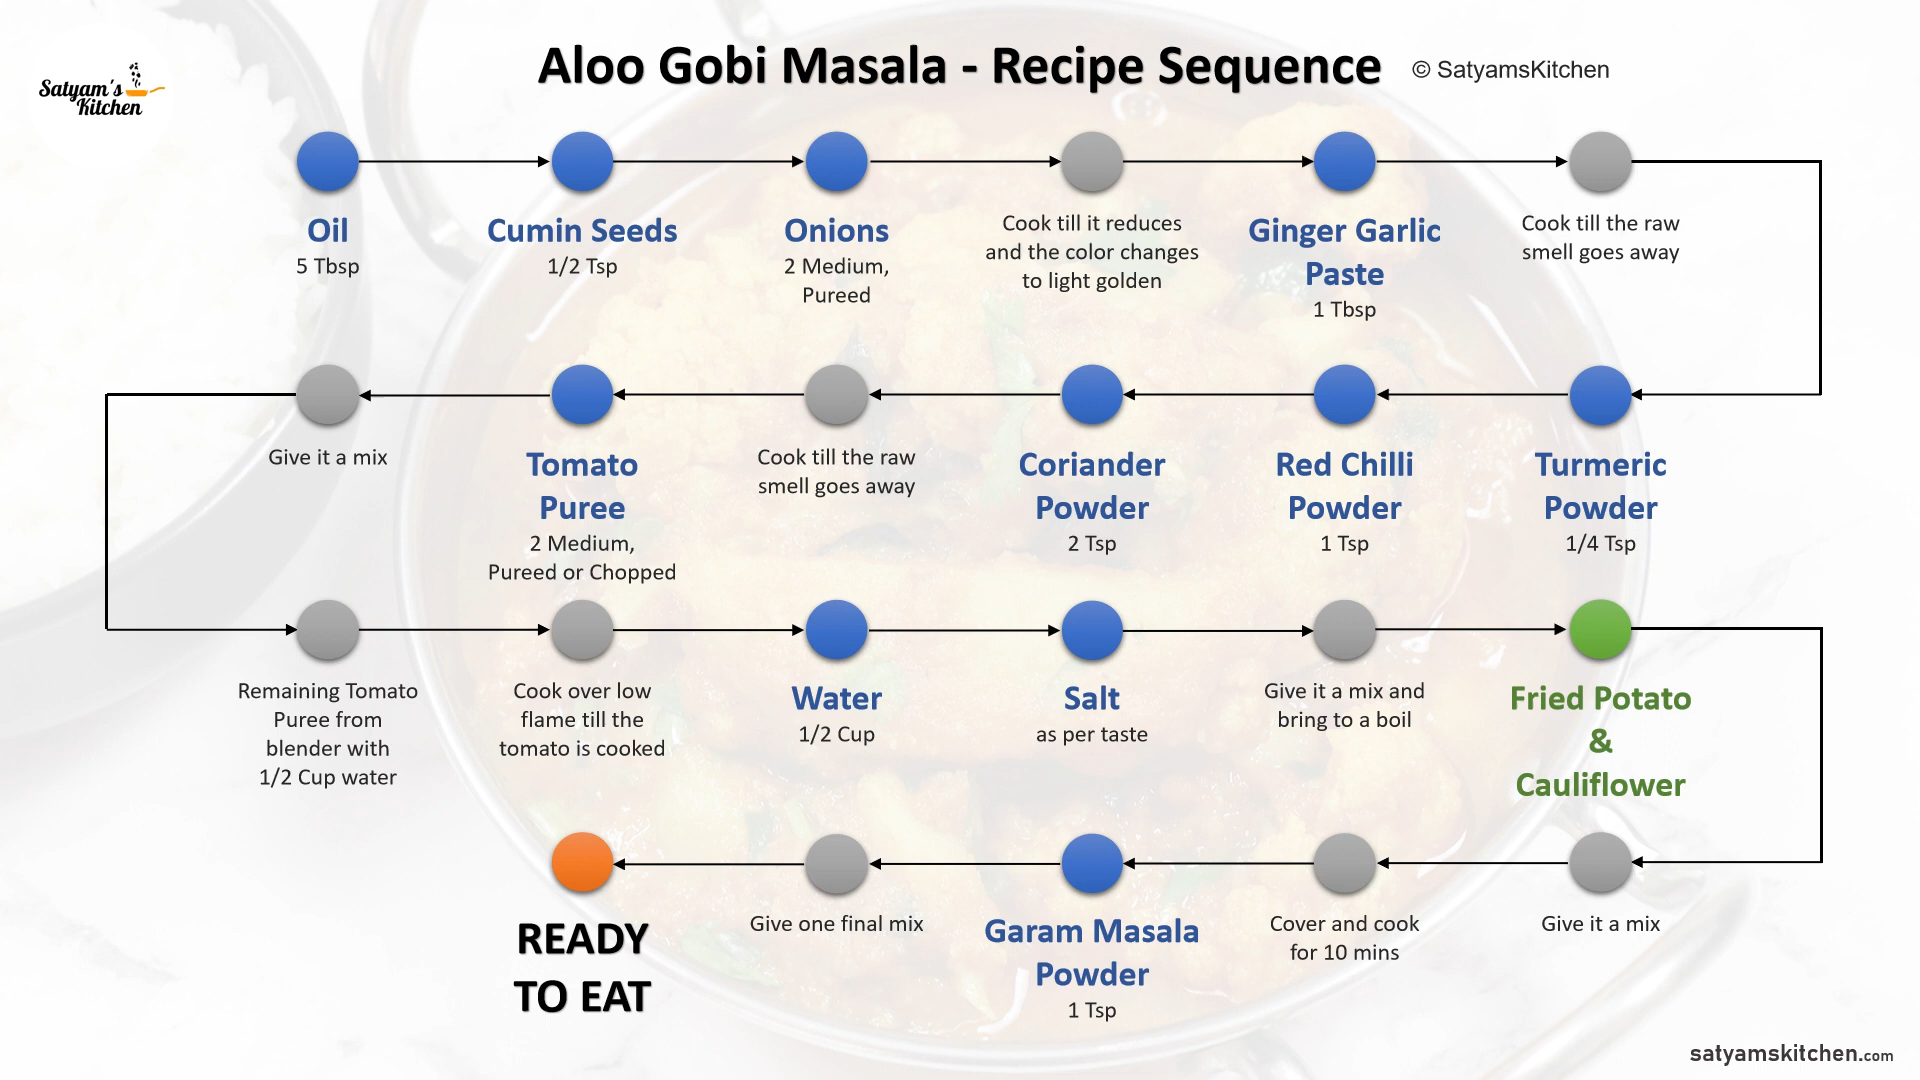 Satyam's
Kitchen
Aloo Gobi Masala - Recipe Sequence
© SatyamsKitchen
Oil
5 Tbsp
Cumin Seeds
1/2 Tsp
Onions
2 Medium,
Pureed
Cook till it reduces
and the color changes
to light golden
Ginger Garlic
Paste
1 Tbsp
Cook till the raw
smell goes away
Turmeric
Powder
1/4 Tsp
Red Chilli
Powder
1 Tsp
Coriander
Powder
2 Tsp
Cook till the raw
smell goes away
Tomato
Puree
2 Medium,
Pureed or Chopped
Give it a mix
Remaining Tomato
Puree from
blender with
1/2 Cup water
Cook over low
flame till the
tomato is cooked
Water
1/2 Cup
Salt
as per taste
Give it a mix and
bring to a boil
Fried Potato
&
Cauliflower
Give it a mix
Cover and cook
for 10 mins
Garam Masala
Powder
1 Tsp
Give one final mix
READY
TO EAT
satyamskitchen.com